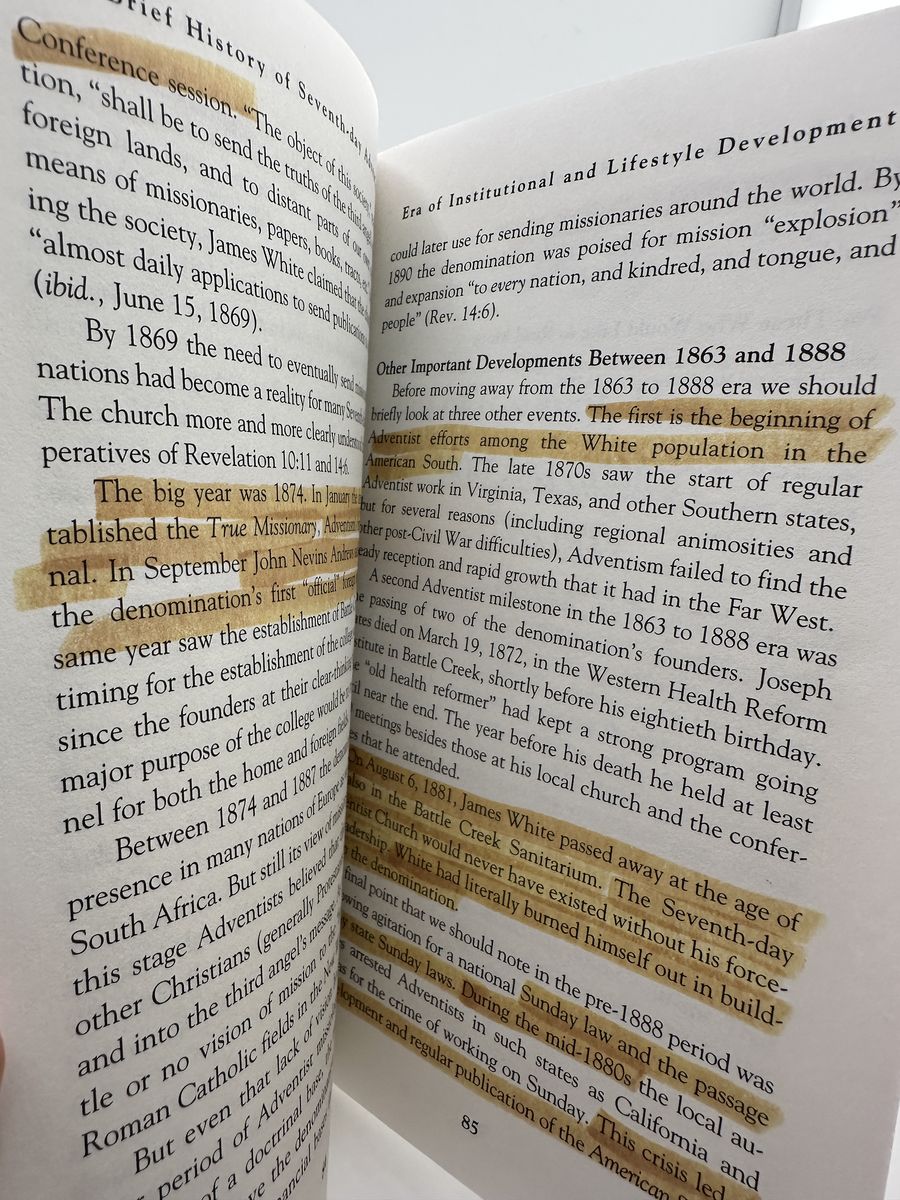 Brief History of Seventh-day
Conference session. "The object of this society,"
tion, "shall be to send the truths of the third angel
foreign lands, and to distant parts of our own
means of missionaries, papers, books, tracts,
ing the society, James White claimed that the
"almost daily applications to send publications
(ibid., June 15, 1869).
By 1869 the need to eventually send
nations had become a reality for many
The church more and more clearly
peratives of Revelation 10:11 and 14:6.
The big year was 1874. In January
tablished the True Missionary,
nal. In September John Nevins Andrews
the denomination's first "official"
same year saw the establishment of
timing for the establishment of the college
since the founders at their
major purpose of the college would be
nel for both the home and foreign fields.
Between 1874 and 1887 the
presence in many nations of Europe
South Africa. But still its view of
this stage Adventists believed that
other Christians (generally
and into the third angel's message
tle or no vision of mission to the
Roman Catholic fields in the New
But even that lack of vision
period of Adventist
of a doctrinal base, the
Era of Institutional and Lifestyle Development
could later use for sending missionaries around the world. By
1890 the denomination was poised for mission "explosion"
and expansion "to every nation, and kindred, and tongue, and
people" (Rev. 14:6).
Other Important Developments Between 1863 and 1888
Before moving away from the 1863 to 1888 era we should
briefly look at three other events. The first is the beginning of
Adventist efforts among the White population in the
American South. The late 1870s saw the start of regular
Adventist work in Virginia, Texas, and other Southern states,
but for several reasons (including regional animosities and
other post-Civil War difficulties), Adventism failed to find the
ready reception and rapid growth that it had in the Far West.
A second Adventist milestone in the 1863 to 1888 era was
passing of two of the denomination's founders. Joseph
died on March 19, 1872, in the Western Health Reform
in Battle Creek, shortly before his eightieth birthday.
"old health reformer" had kept a strong program going
near the end. The year before his death he held at least
meetings besides those at his local church and the confer-
that he attended.
On August 6, 1881, James White passed away at the age of
also in the Battle Creek Sanitarium. The Seventh-day
Church would never have existed without his force-
White had literally burned himself out in build-
the denomination.
final point that we should note in the pre-1888 period was
agitation for a national Sunday law and the passage
state Sunday laws. During the mid-1880s the local au-
arrested Adventists in such states as California and
for the crime of working on Sunday. This crisis led
and regular publication of the American
85